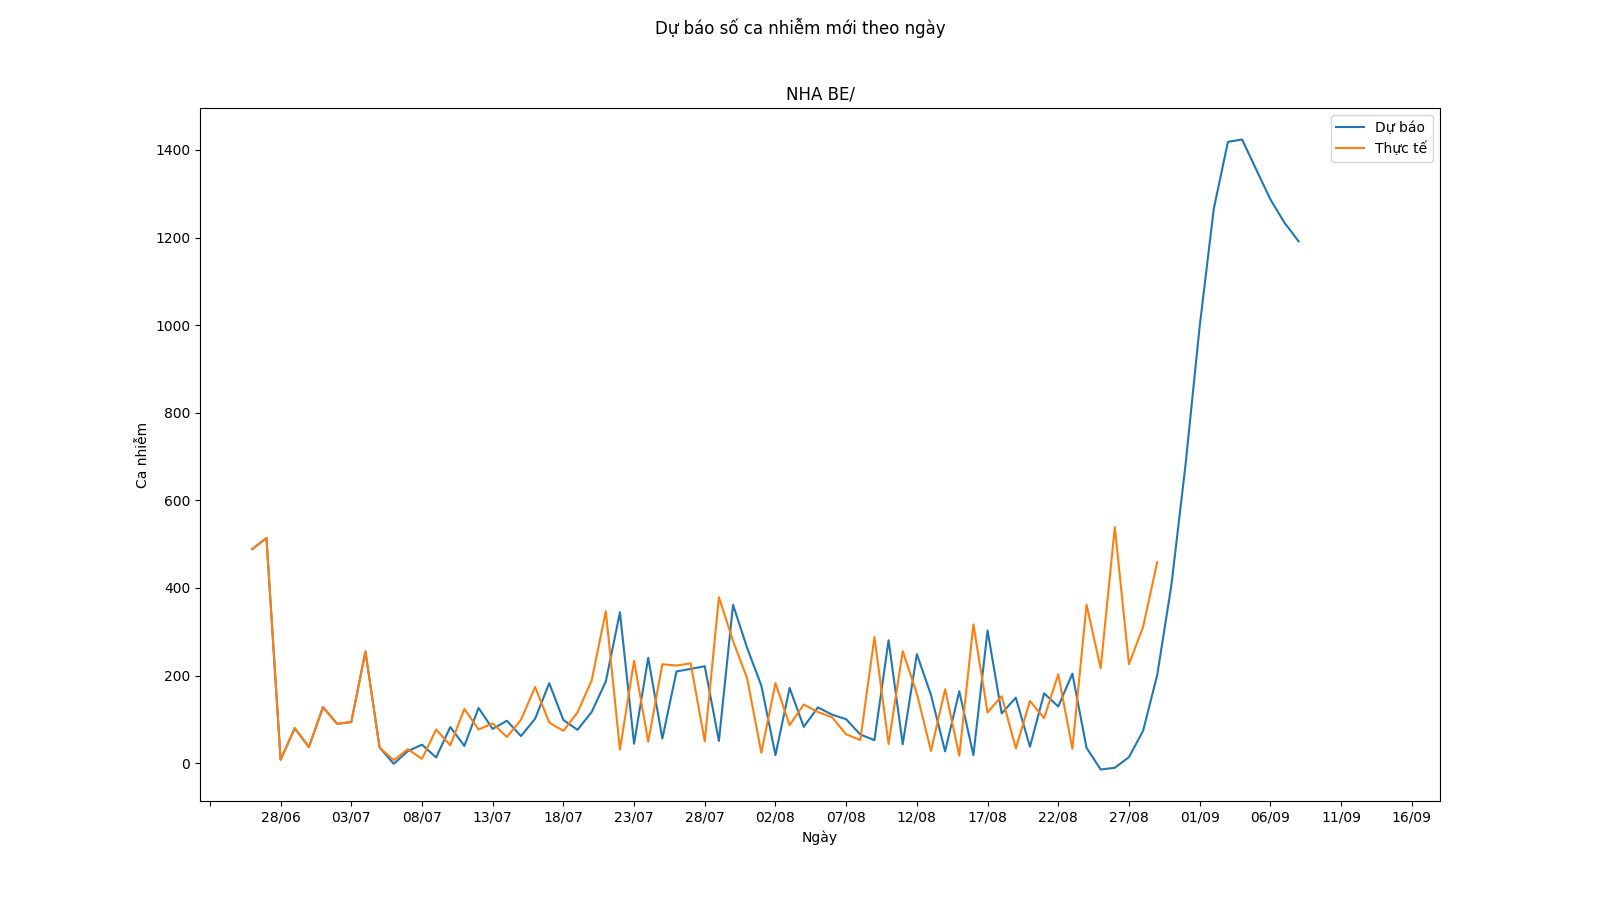 Dự báo số ca nhiễm mới theo ngày
NHA BE/
Dự báo
Thực tế
1400
1200
1000
800
600
400
200
0
Ca nhiễm
28/06 03/07 08/07 13/07 18/07 23/07 28/07 02/08 07/08 12/08 17/08 22/08 27/08 01/09 06/09 11/09 16/09
Ngày